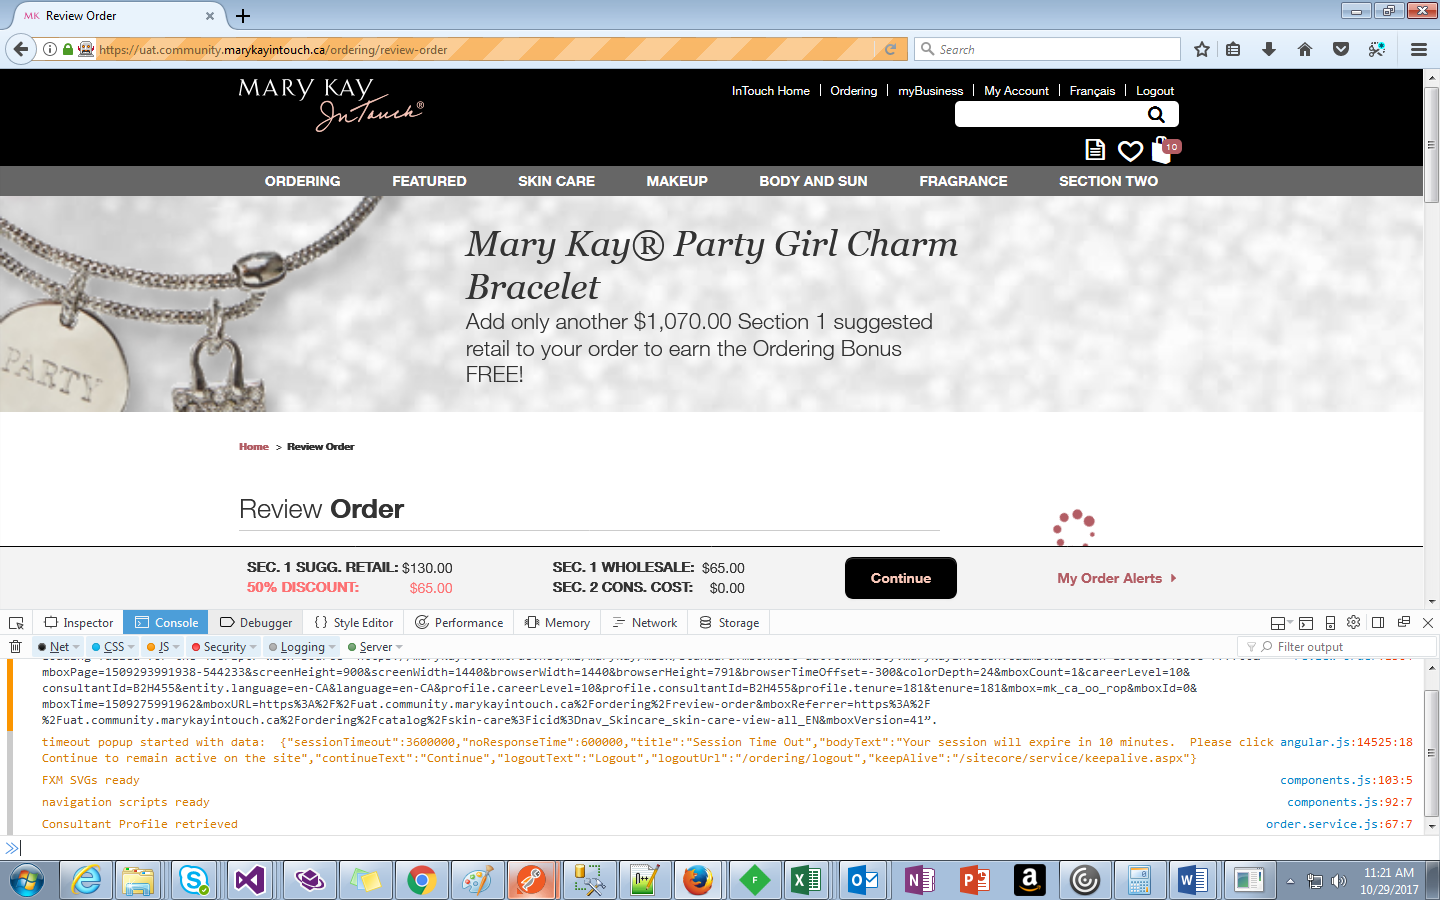 MK Review Order
https://uat.community.marykayintouch.ca/ordering/review-order
Search
MARY KAY
InTouch®
InTouch Home | Ordering | myBusiness | My Account | Français | Logout
10
ORDERING FEATURED SKIN CARE MAKEUP BODY AND SUN FRAGRANCE SECTION TWO
PARTY
Mary Kay® Party Girl Charm
Bracelet
Add only another $1,070.00 Section 1 suggested
retail to your order to earn the Ordering Bonus
FREE!
Home > Review Order
Review Order
SEC. 1 SUGG. RETAIL: $130.00 SEC. 1 WHOLESALE: $65.00
50% DISCOUNT: $65.00 SEC. 2 CONS. COST: $0.00
Continue
My Order Alerts
Inspector Console Debugger Style Editor Performance Memory Network Storage
Net CSS JS Security Logging Server Filter output
mboxPage=1509293991938-544233&screenHeight=900&screenWidth=1440&browserWidth=1440&browserHeight=791&browserTimeOffset=-300&colorDepth=24&mboxCount=1&careerLevel=10&
consultantId=B2H455&entity.language=en-CA&language=en-CA&profile.careerLevel=10&profile.consultantId=B2H455&profile.tenure=181&tenure=181&mbox=mk_ca_oo_rop&mboxId=0&
mboxTime=1509275991962&mboxURL=https%3A%2F%2Fuat.community.marykayintouch.ca%2Fordering%2Freview-order&mboxReferrer=https%3A%2F
%2Fuat.community.marykayintouch.ca%2Fordering%2Fcatalog%2Fskin-care%3Ficid%3Dnav_Skincare_skin-care-view-all_EN&mboxVersion=41”.
timeout popup started with data: {"sessionTimeout":3600000,"noResponseTime":600000,"title":"Session Time Out","bodyText":"Your session will expire in 10 minutes. Please click angular.js:14525:18
Continue to remain active on the site","continueText":"Continue","logoutText":"Logout","logoutUrl":"/ordering/logout","keepAlive":"/sitecore/service/keepalive.aspx"}
FXM SVGs ready components.js:103:5
navigation scripts ready components.js:92:7
Consultant Profile retrieved order.service.js:67:7
11:21 AM
10/29/2017